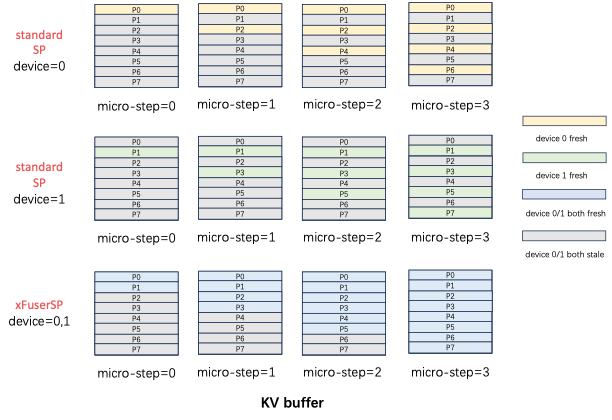 standard
SP
device=0
P0
P1
P2
P3
P4
P5
P6
P7
micro-step=0
P0
P1
P2
P3
P4
P5
P6
P7
micro-step=1
P0
P1
P2
P3
P4
P5
P6
P7
micro-step=2
P0
P1
P2
P3
P4
P5
P6
P7
micro-step=3
standard
SP
device=1
P0
P1
P2
P3
P4
P5
P6
P7
micro-step=0
P0
P1
P2
P3
P4
P5
P6
P7
micro-step=1
P0
P1
P2
P3
P4
P5
P6
P7
micro-step=2
P0
P1
P2
P3
P4
P5
P6
P7
micro-step=3
xFuserSP
device=0,1
P0
P1
P2
P3
P4
P5
P6
P7
micro-step=0
P0
P1
P2
P3
P4
P5
P6
P7
micro-step=1
P0
P1
P2
P3
P4
P5
P6
P7
micro-step=2
P0
P1
P2
P3
P4
P5
P6
P7
micro-step=3
device 0 fresh
device 1 fresh
device 0/1 both fresh
device 0/1 both stale
KV buffer